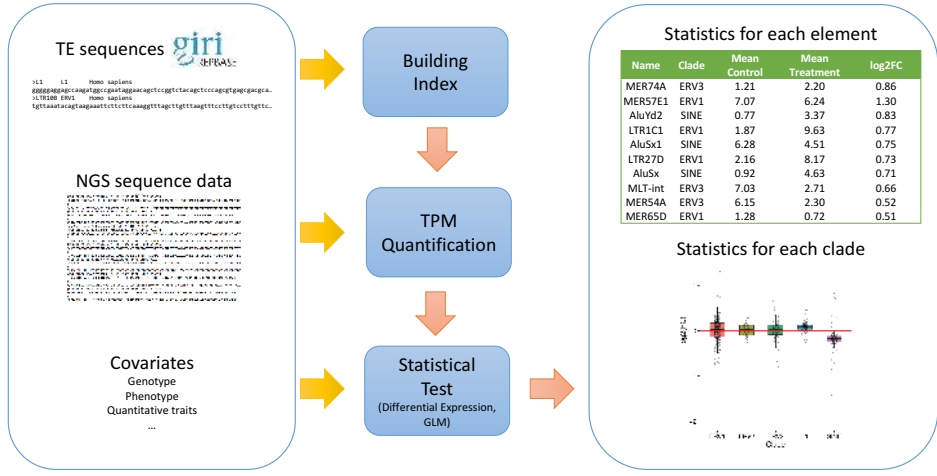 TE sequences
giri
REPBASE
>L1 L1 Homo sapiens
gggggaggagccaagatggccgaataggaacagctccggtctacagctcccagcgtgagcgacgca…
>LTR10B ERV1 Homo sapiens
tgttaaatacagtaagaaattcttcttcaaaggtttagcttgtttaagtttccttgtcctttgttc…
NGS sequence data
Covariates
Genotype
Phenotype
Quantitative traits
…
Building
Index
TPM
Quantification
Statistical
Test
(Differential Expression,
GLM)
Statistics for each element
Name Clade Mean Control Mean Treatment log2FC
MER74A ERV3 1.21 2.20 0.86
MER57E1 ERV1 7.07 6.24 1.30
AluYd2 SINE 0.77 3.37 0.83
LTR1C1 ERV1 1.87 9.63 0.77
AluSx1 SINE 6.28 4.51 0.75
LTR27D ERV1 2.16 8.17 0.73
AluSx SINE 0.92 4.63 0.71
MLT-int ERV3 7.03 2.71 0.66
MER54A ERV3 6.15 2.30 0.52
MER65D ERV1 1.28 0.72 0.51
Statistics for each clade